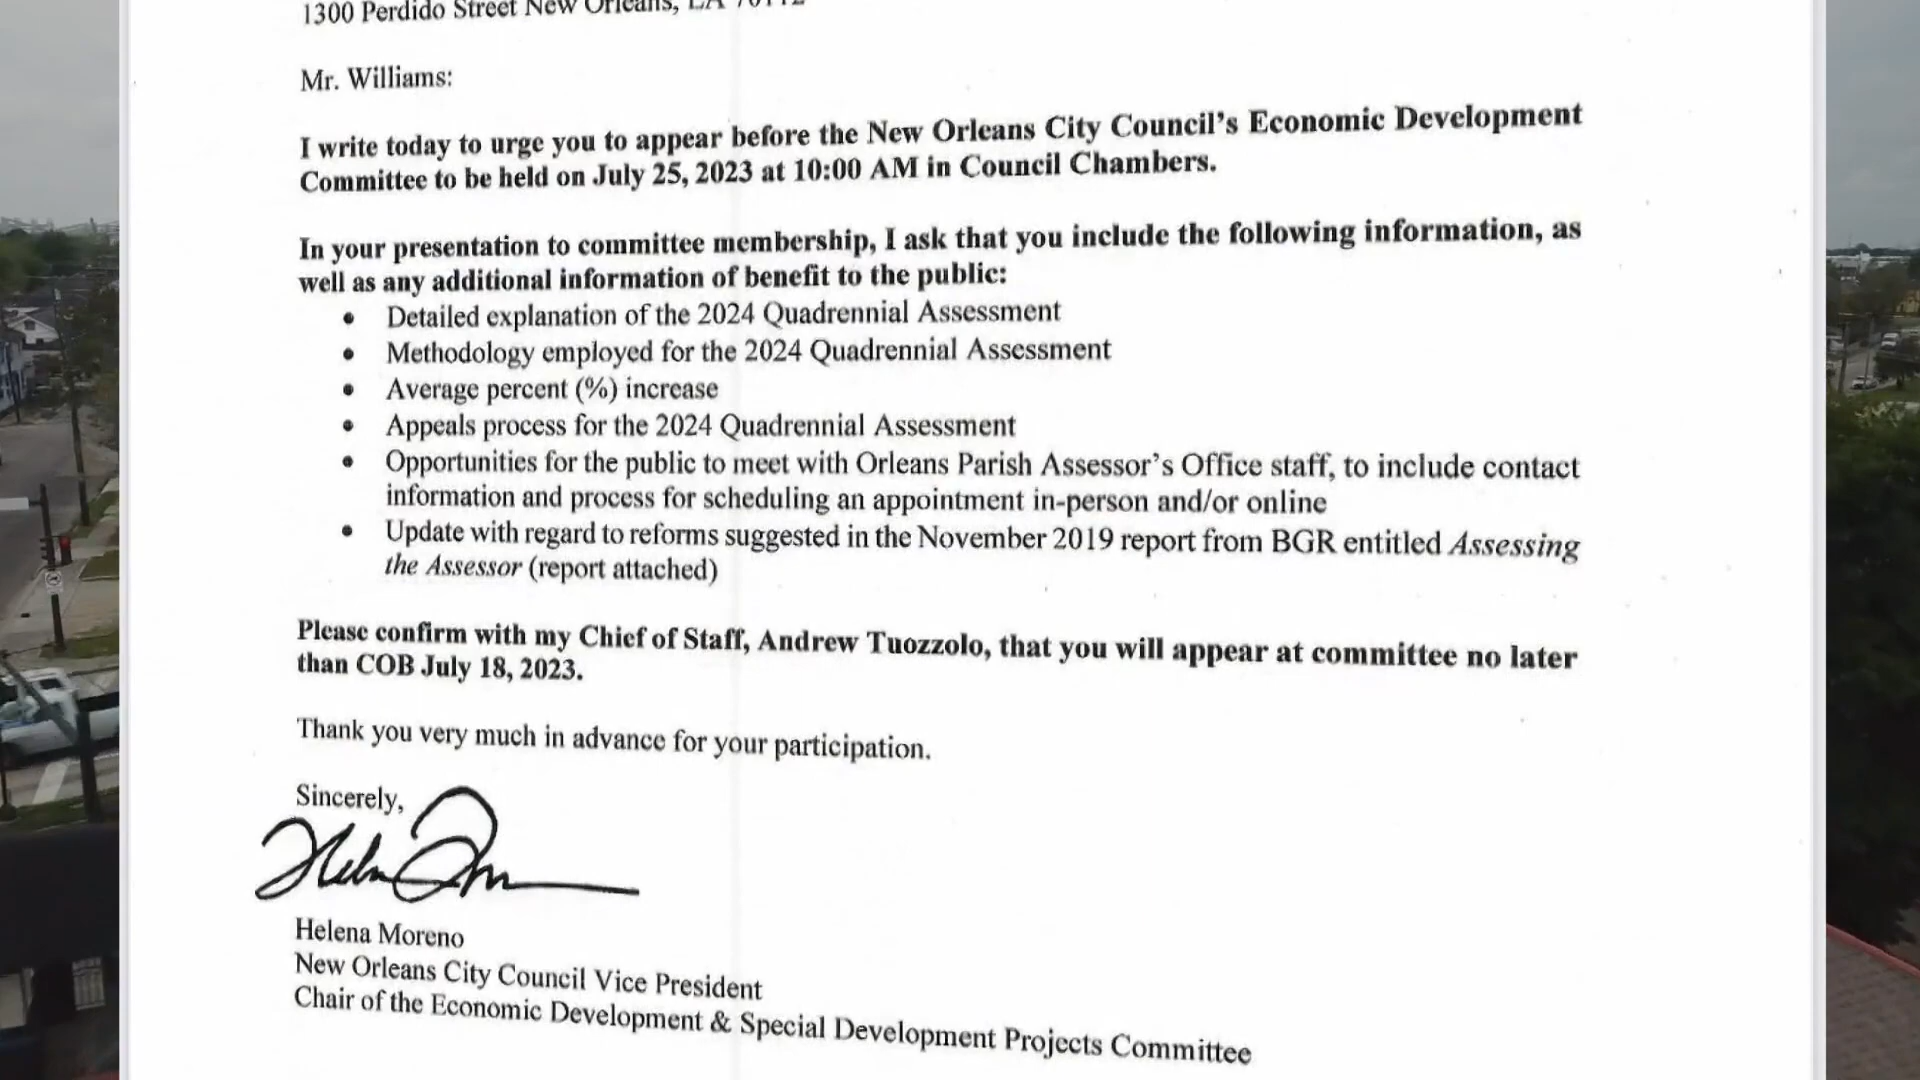 1300 Perdido Street New Orleans, LA 70112
Mr. Williams:
I write today to urge you to appear before the New Orleans City Council's Economic Development
Committee to be held on July 25, 2023 at 10:00 AM in Council Chambers.
In your presentation to committee membership, I ask that you include the following information, as
well as any additional information of benefit to the public:
• Detailed explanation of the 2024 Quadrennial Assessment
• Methodology employed for the 2024 Quadrennial Assessment
• Average percent (%) increase
• Appeals process for the 2024 Quadrennial Assessment
• Opportunities for the public to meet with Orleans Parish Assessor's Office staff, to include contact
information and process for scheduling an appointment in-person and/or online
• Update with regard to reforms suggested in the November 2019 report from BGR entitled Assessing
the Assessor (report attached)
Please confirm with my Chief of Staff, Andrew Tuozzolo, that you will appear at committee no later
than COB July 18, 2023.
Thank you very much in advance for your participation.
Sincerely,
Helena Moreno
New Orleans City Council Vice President
Chair of the Economic Development & Special Development Projects Committee